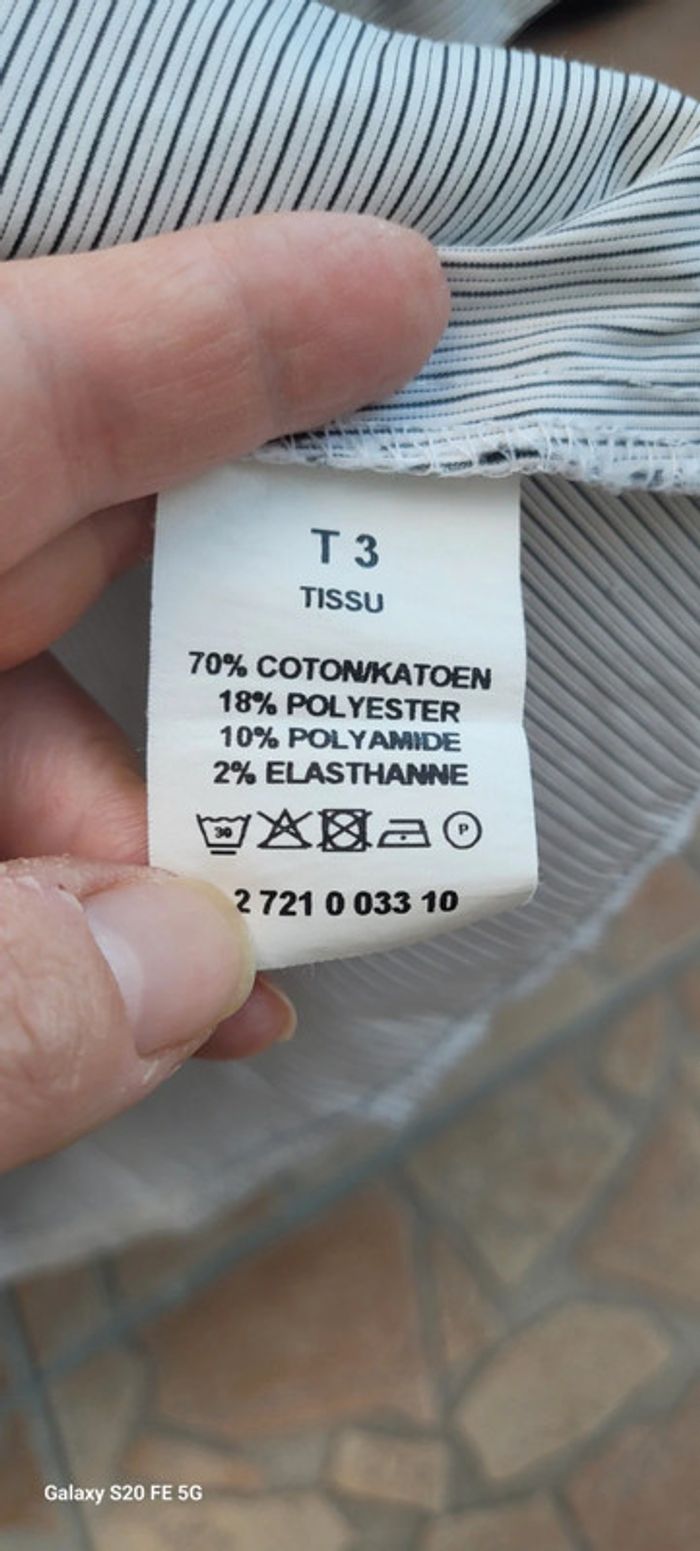 T 3
TISSU
70% COTON/KATOEN
18% POLYESTER
10% POLYAMIDE
2% ELASTHANNE
30 P
2 721 0 033 10
Galaxy S20 FE 5G